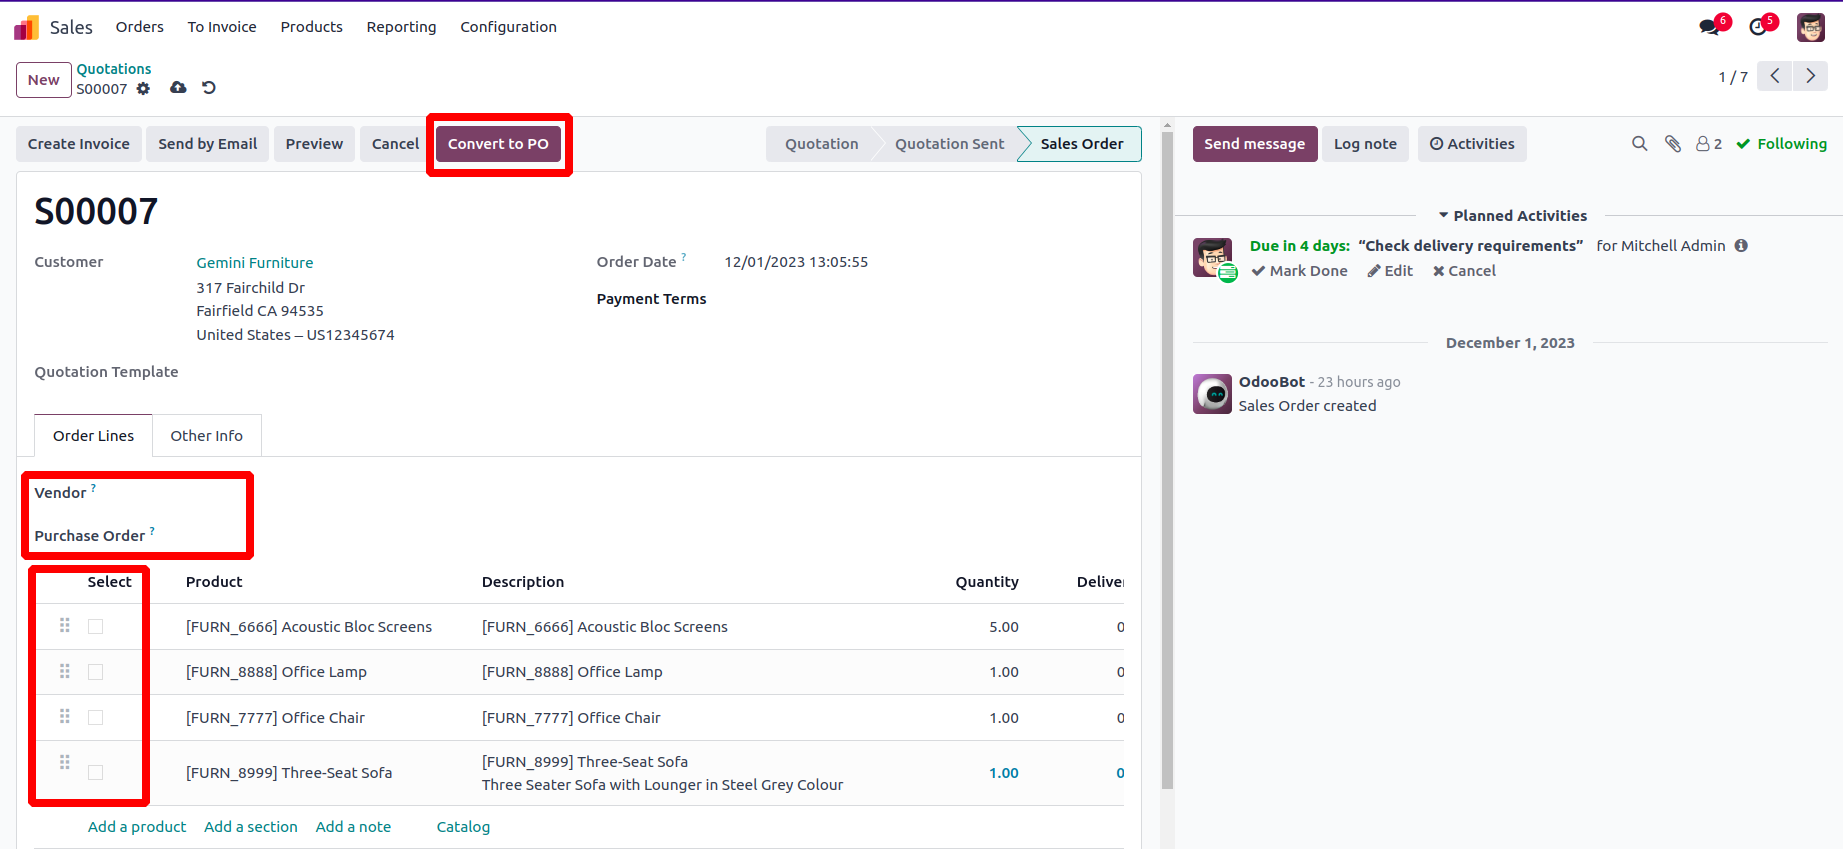 Sales Orders To Invoice Products Reporting Configuration 6 5
New Quotations
S00007
1 / 7
Create Invoice Send by Email Preview Cancel Convert to PO Quotation Quotation Sent Sales Order
S00007
Customer Gemini Furniture
317 Fairchild Dr
Fairfield CA 94535
United States – US12345674
Order Date ? 12/01/2023 13:05:55
Payment Terms
Quotation Template
Order Lines Other Info
Vendor ?
Purchase Order ?
Select Product Description Quantity Deliver
[FURN_6666] Acoustic Bloc Screens [FURN_6666] Acoustic Bloc Screens 5.00 0
[FURN_8888] Office Lamp [FURN_8888] Office Lamp 1.00 0
[FURN_7777] Office Chair [FURN_7777] Office Chair 1.00 0
[FURN_8999] Three-Seat Sofa [FURN_8999] Three-Seat Sofa 1.00 0
Three Seater Sofa with Lounger in Steel Grey Colour
Add a product Add a section Add a note Catalog
Send message Log note Activities 2 Following
Planned Activities
Due in 4 days: “Check delivery requirements” for Mitchell Admin
Mark Done Edit Cancel
December 1, 2023
OdooBot - 23 hours ago
Sales Order created